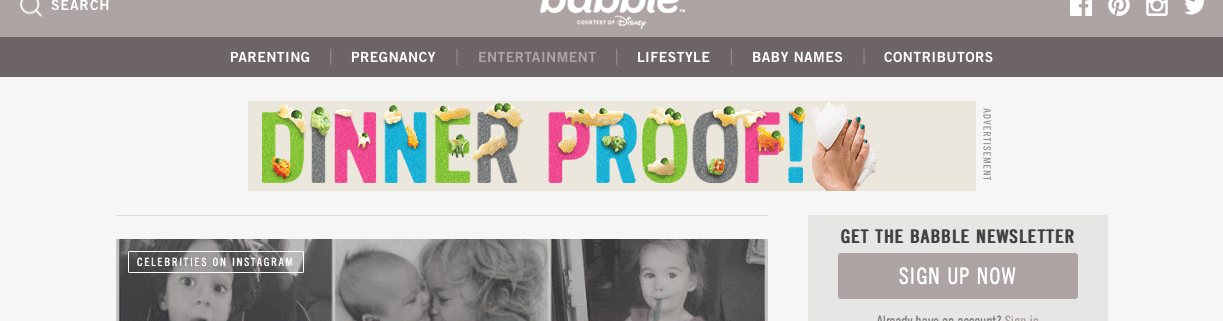 SEARCH
babble™
COURTESY OF Disney
PARENTING
PREGNANCY
ENTERTAINMENT
LIFESTYLE
BABY NAMES
CONTRIBUTORS
DINNER PROOF!
ADVERTISEMENT
CELEBRITIES ON INSTAGRAM
GET THE BABBLE NEWSLETTER
SIGN UP NOW
Already have an account? Sign in